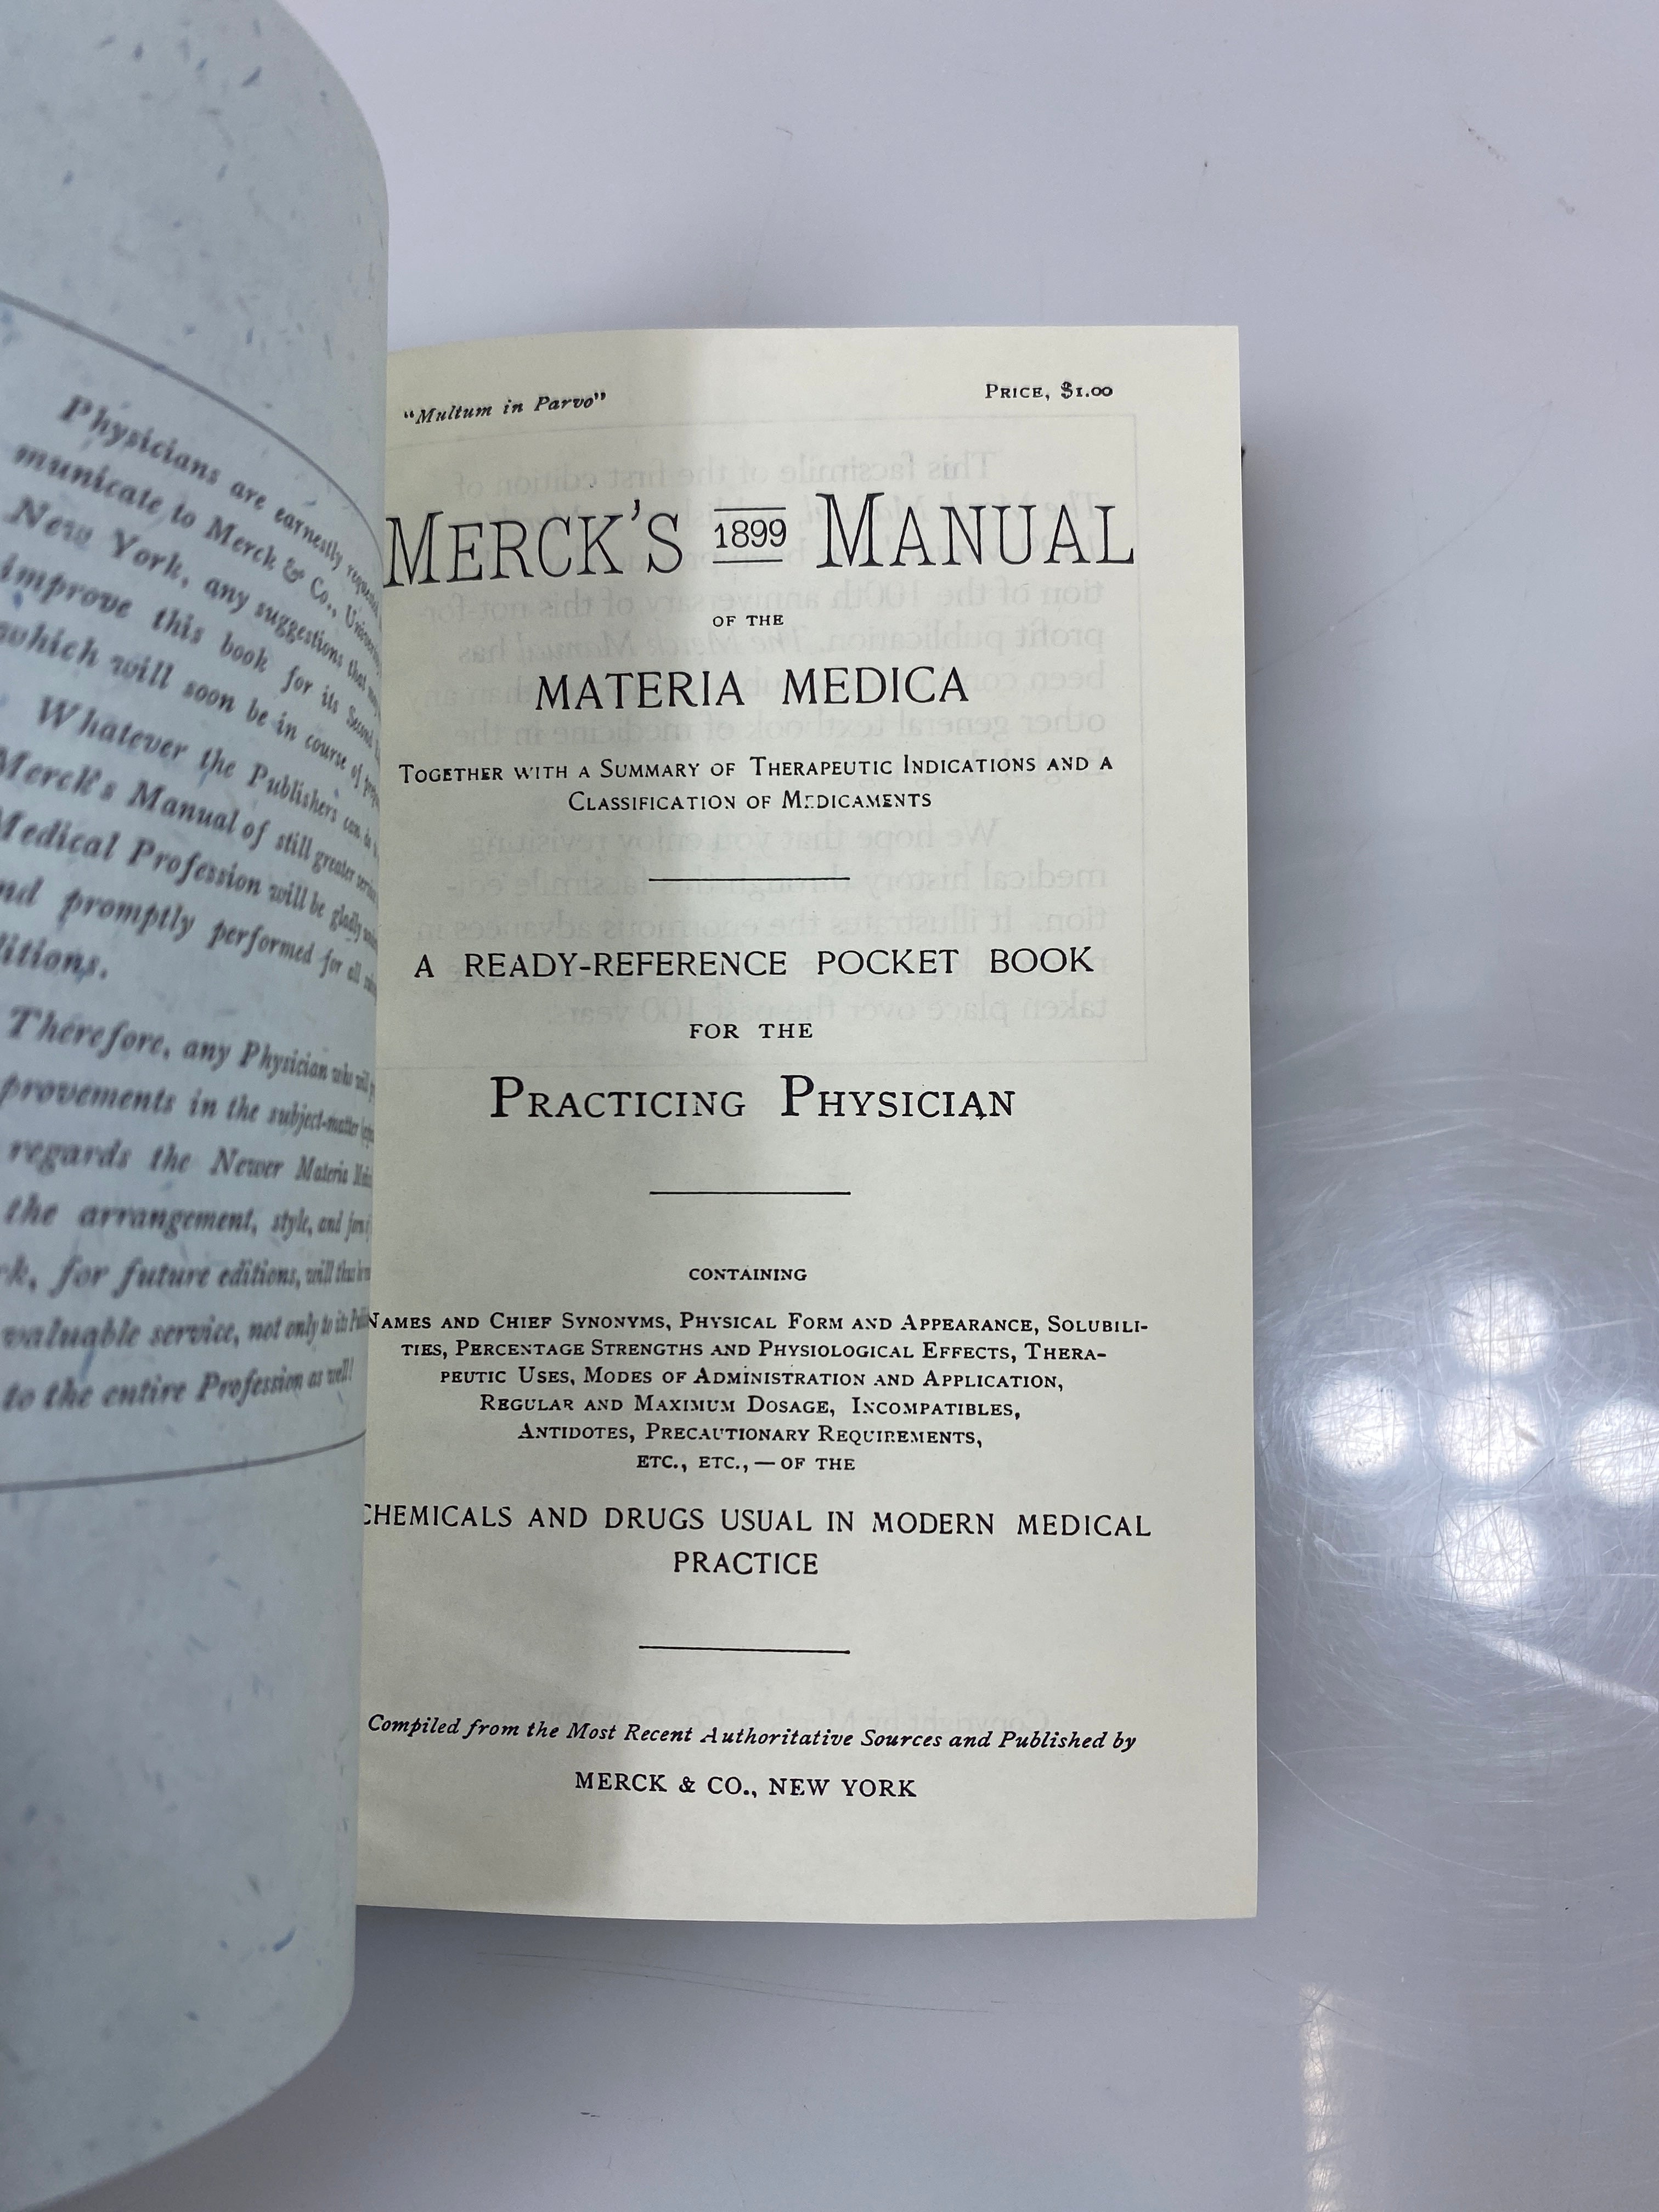 Physicians are earnestly
municate to Merck & Co.,
New York, any suggestions that
improve this book for its Second
which will soon be in course of
Whatever the Publishers can do
Merck's Manual of still greater
Medical Profession will be gladly
promptly performed for all
ditions.
Therefore, any Physician who will
provements in the subject-matter
regards the Newer Materia
the arrangement, style, and
for future editions, will
valuable service, not only to its
to the entire Profession as well!
"Multum in Parvo"
PRICE, $1.00
MERCK'S 1899 MANUAL
OF THE
MATERIA MEDICA
TOGETHER WITH A SUMMARY OF THERAPEUTIC INDICATIONS AND A
CLASSIFICATION OF MEDICAMENTS
A READY-REFERENCE POCKET BOOK
FOR THE
PRACTICING PHYSICIAN
CONTAINING
NAMES AND CHIEF SYNONYMS, PHYSICAL FORM AND APPEARANCE, SOLUBILI-
TIES, PERCENTAGE STRENGTHS AND PHYSIOLOGICAL EFFECTS, THERA-
PEUTIC USES, MODES OF ADMINISTRATION AND APPLICATION,
REGULAR AND MAXIMUM DOSAGE, INCOMPATIBLES,
ANTIDOTES, PRECAUTIONARY REQUIREMENTS,
ETC., ETC.,—OF THE
CHEMICALS AND DRUGS USUAL IN MODERN MEDICAL
PRACTICE
Compiled from the Most Recent Authoritative Sources and Published by
MERCK & CO., NEW YORK